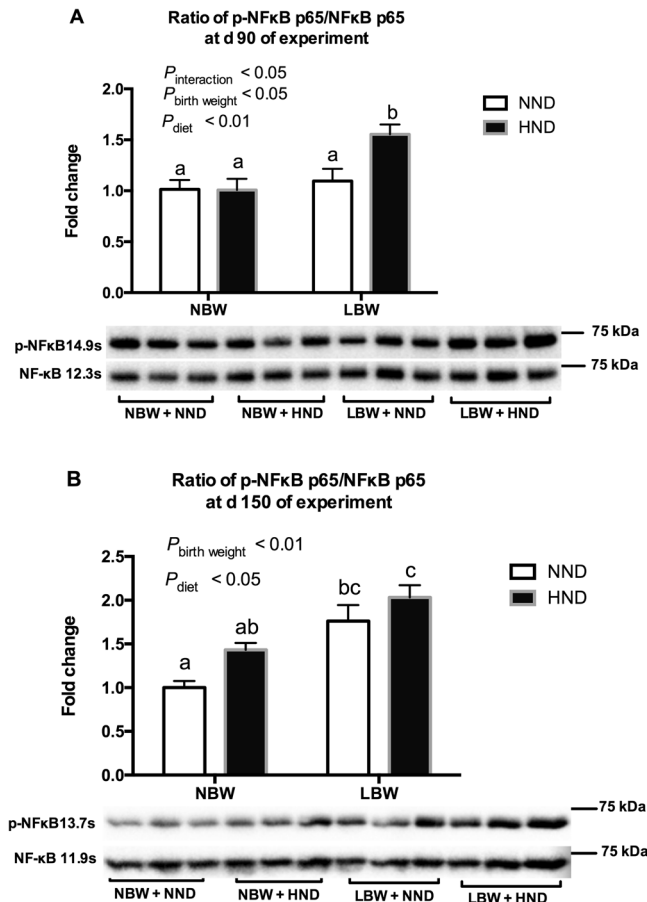 A
Ratio of p-NFκB p65/NFκB p65
at d 90 of experiment
P interaction < 0.05
P birth weight < 0.05
P diet < 0.01
NND
HND
Fold change
2.0
1.5
1.0
0.5
0.0
a
a
a
b
NBW
LBW
p-NFκB14.9s
75 kDa
NF-κB 12.3s
75 kDa
NBW + NND
NBW + HND
LBW + NND
LBW + HND
B
Ratio of p-NFκB p65/NFκB p65
at d 150 of experiment
P birth weight < 0.01
P diet < 0.05
NND
HND
Fold change
2.5
2.0
1.5
1.0
0.5
0.0
a
ab
bc
c
NBW
LBW
p-NFκB13.7s
75 kDa
NF-κB 11.9s
75 kDa
NBW + NND
NBW + HND
LBW + NND
LBW + HND